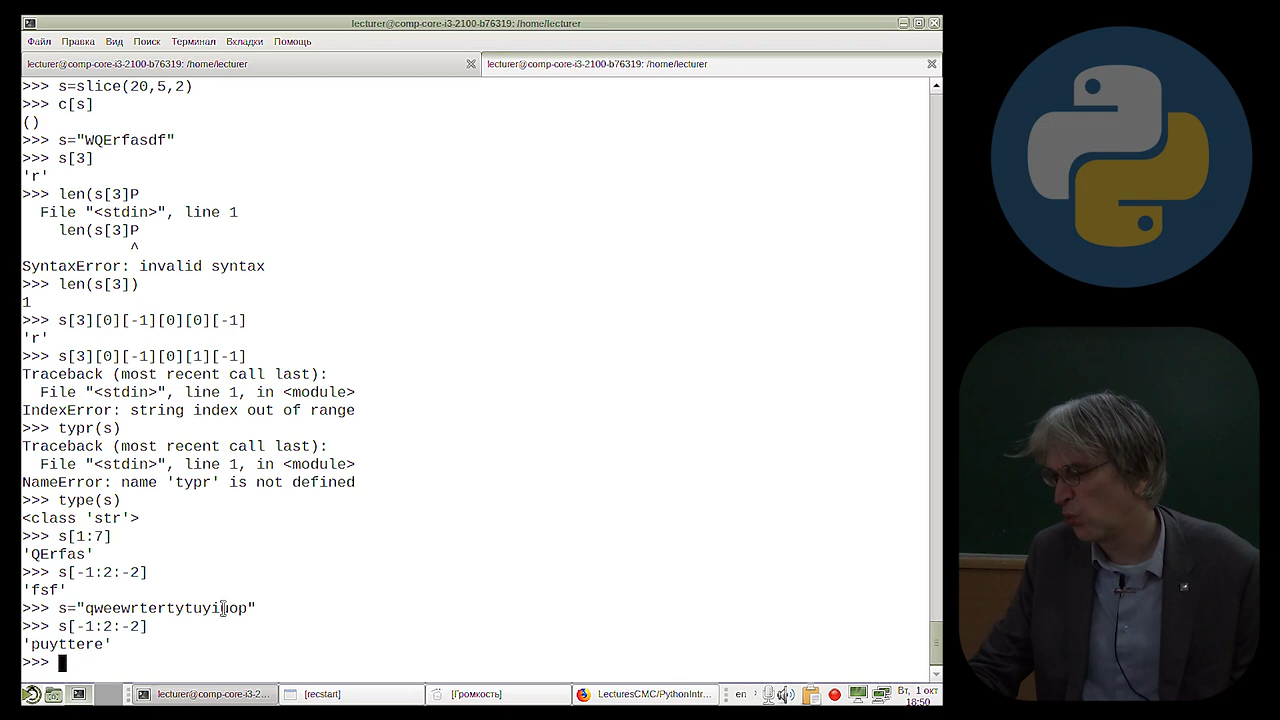 lecturer@comp-core-i3-2100-b76319: /home/lecturer
Файл Правка Вид Поиск Терминал Вкладки Помощь
lecturer@comp-core-i3-2100-b76319: /home/lecturer lecturer@comp-core-i3-2100-b76319: /home/lecturer
>>> s=slice(20,5,2)
>>> c[s]
()
>>> s="WQErfasdf"
>>> s[3]
'r'
>>> len(s[3]P
File "<stdin>", line 1
len(s[3]P
^
SyntaxError: invalid syntax
>>> len(s[3])
1
>>> s[3][0][-1][0][0][-1]
'r'
>>> s[3][0][-1][0][1][-1]
Traceback (most recent call last):
File "<stdin>", line 1, in <module>
IndexError: string index out of range
>>> typr(s)
Traceback (most recent call last):
File "<stdin>", line 1, in <module>
NameError: name 'typr' is not defined
>>> type(s)
<class 'str'>
>>> s[1:7]
'QErfas'
>>> s[-1:2:-2]
'fsf'
>>> s="qweewrtertytuyiuop"
>>> s[-1:2:-2]
'puyttere'
>>>
lecturer@comp-core-i3-2... [recstart] [Громкость] LecturesCMC/PythonIntr... en Вт, 1 окт
18:50